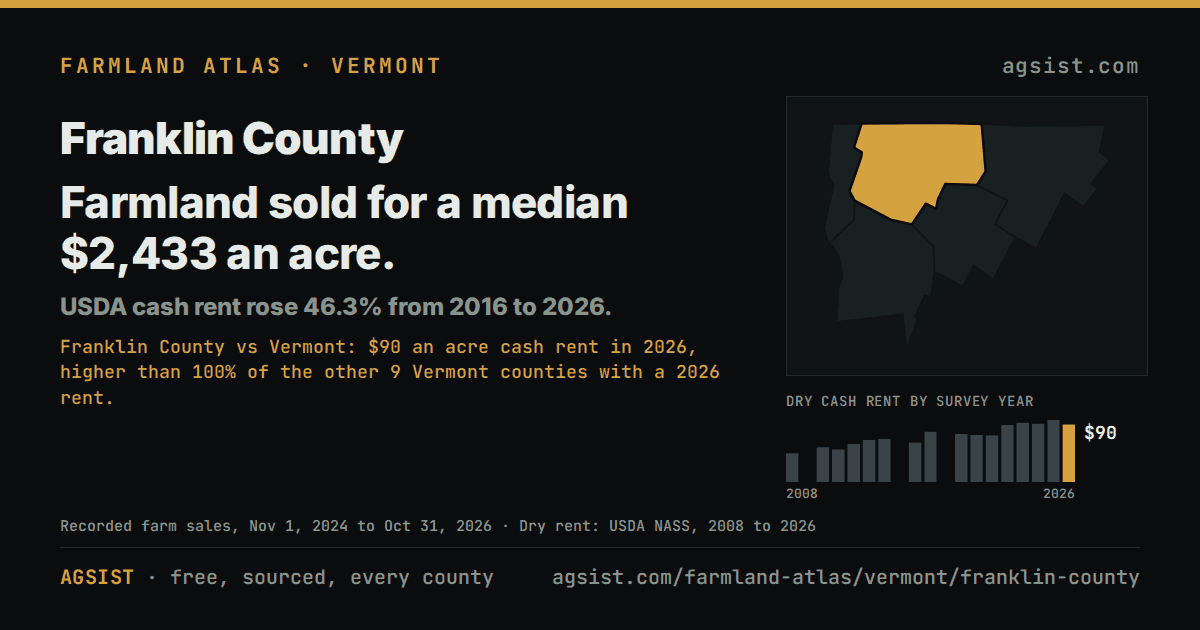 FARMLAND ATLAS · VERMONT
agsist.com
Franklin County
Farmland sold for a median
$2,433 an acre.
USDA cash rent rose 46.3% from 2016 to 2026.
Franklin County vs Vermont: $90 an acre cash rent in 2026,
higher than 100% of the other 9 Vermont counties with a 2026
rent.
DRY CASH RENT BY SURVEY YEAR
$90
2008
2026
Recorded farm sales, Nov 1, 2024 to Oct 31, 2026 · Dry rent: USDA NASS, 2008 to 2026
AGSIST · free, sourced, every county
agsist.com/farmland-atlas/vermont/franklin-county